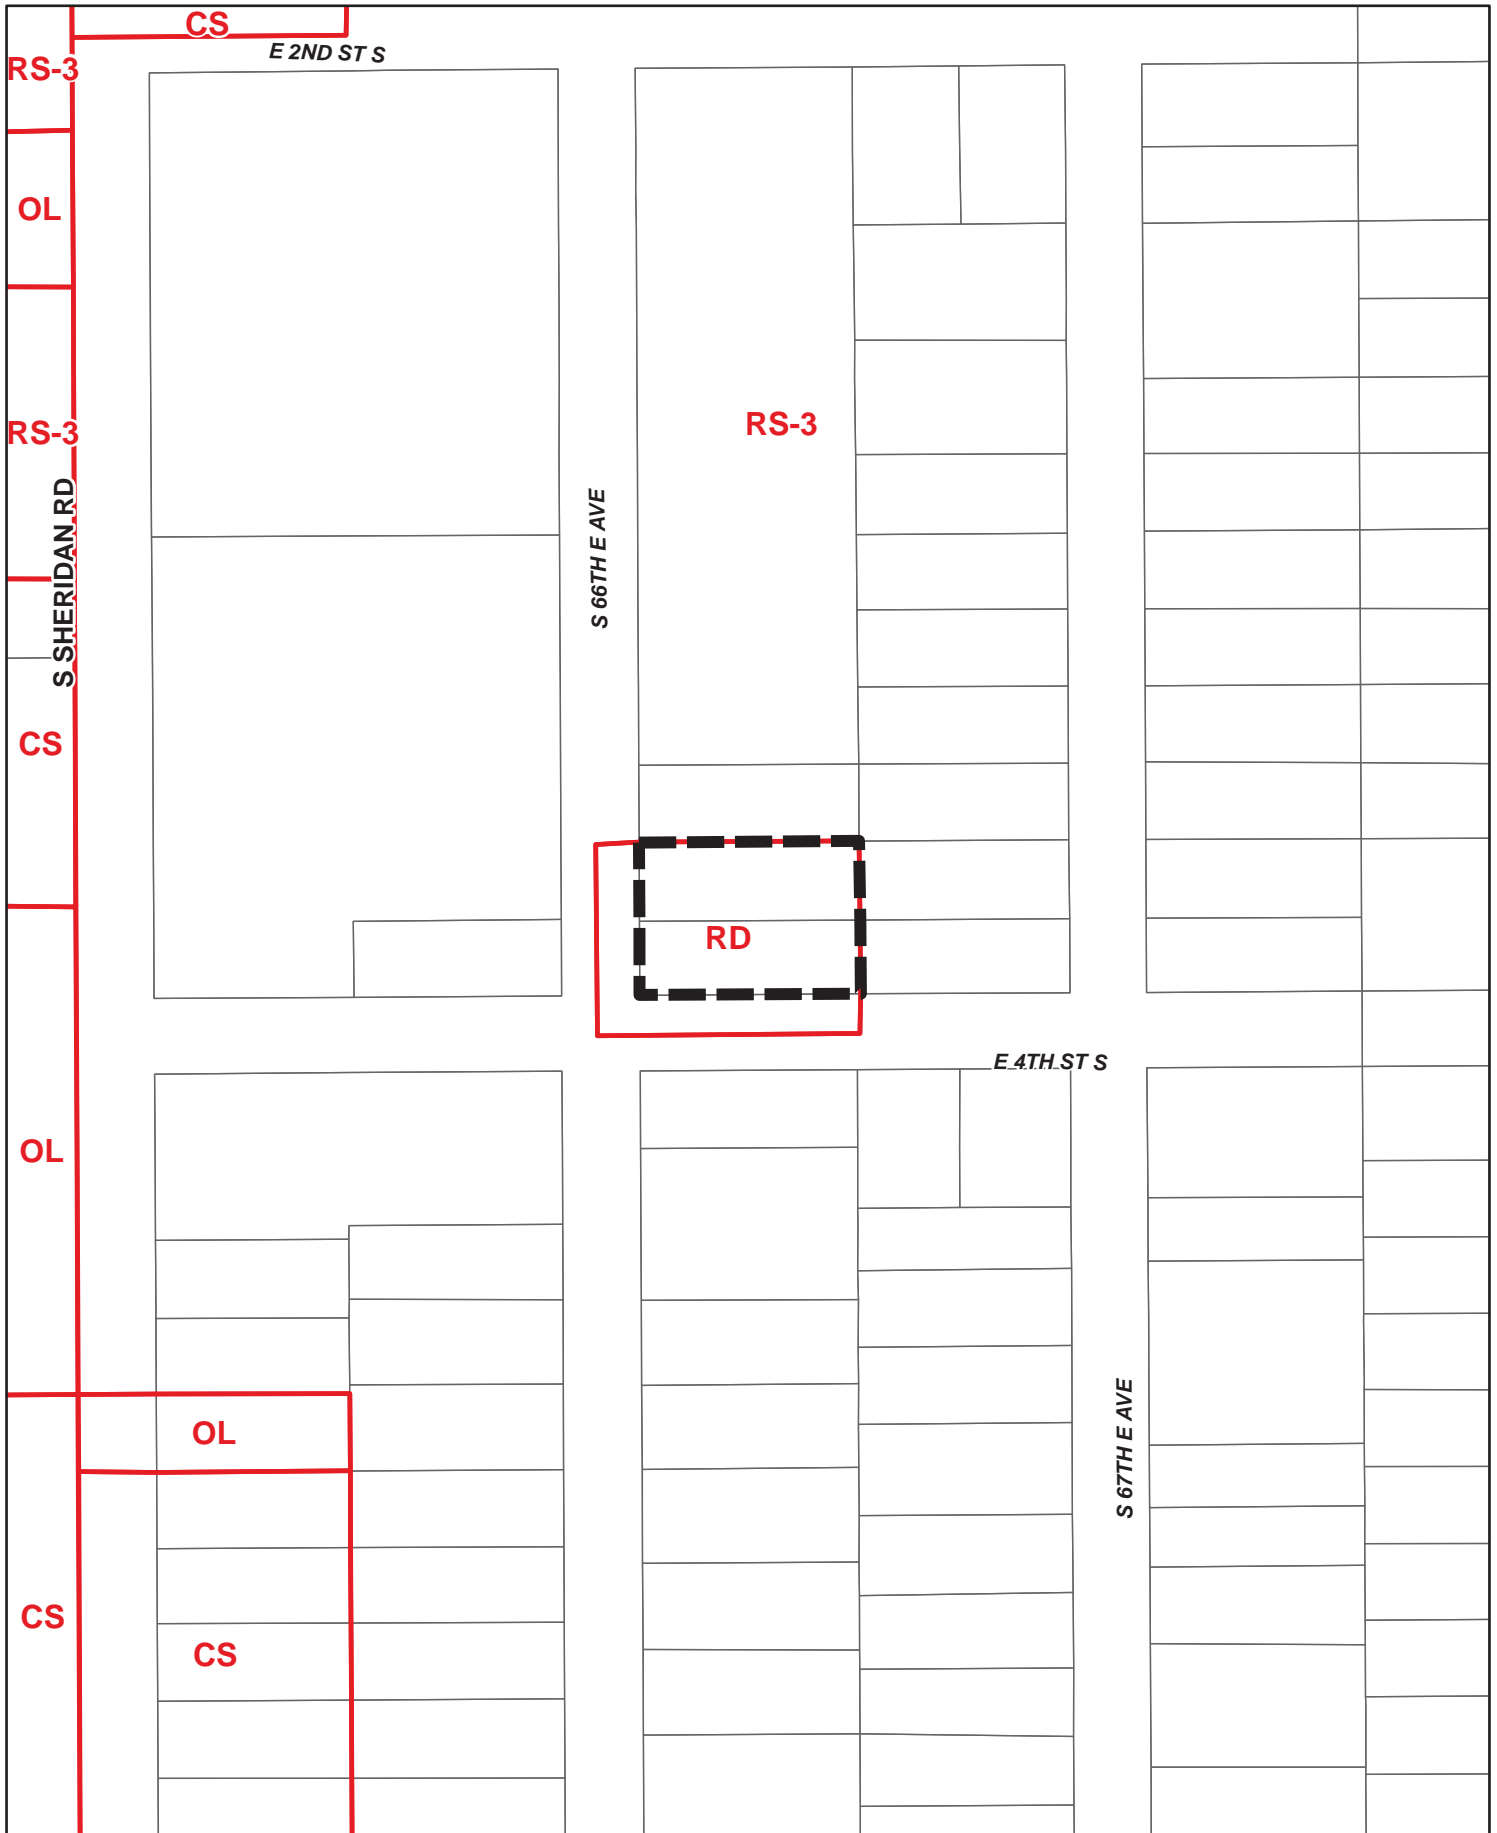 CS
E 2ND ST S
RS-3
OL
RS-3
RS-3
S SHERIDAN RD
S 66TH E AVE
CS
RD
E 4TH ST S
OL
OL
S 67TH E AVE
CS
CS